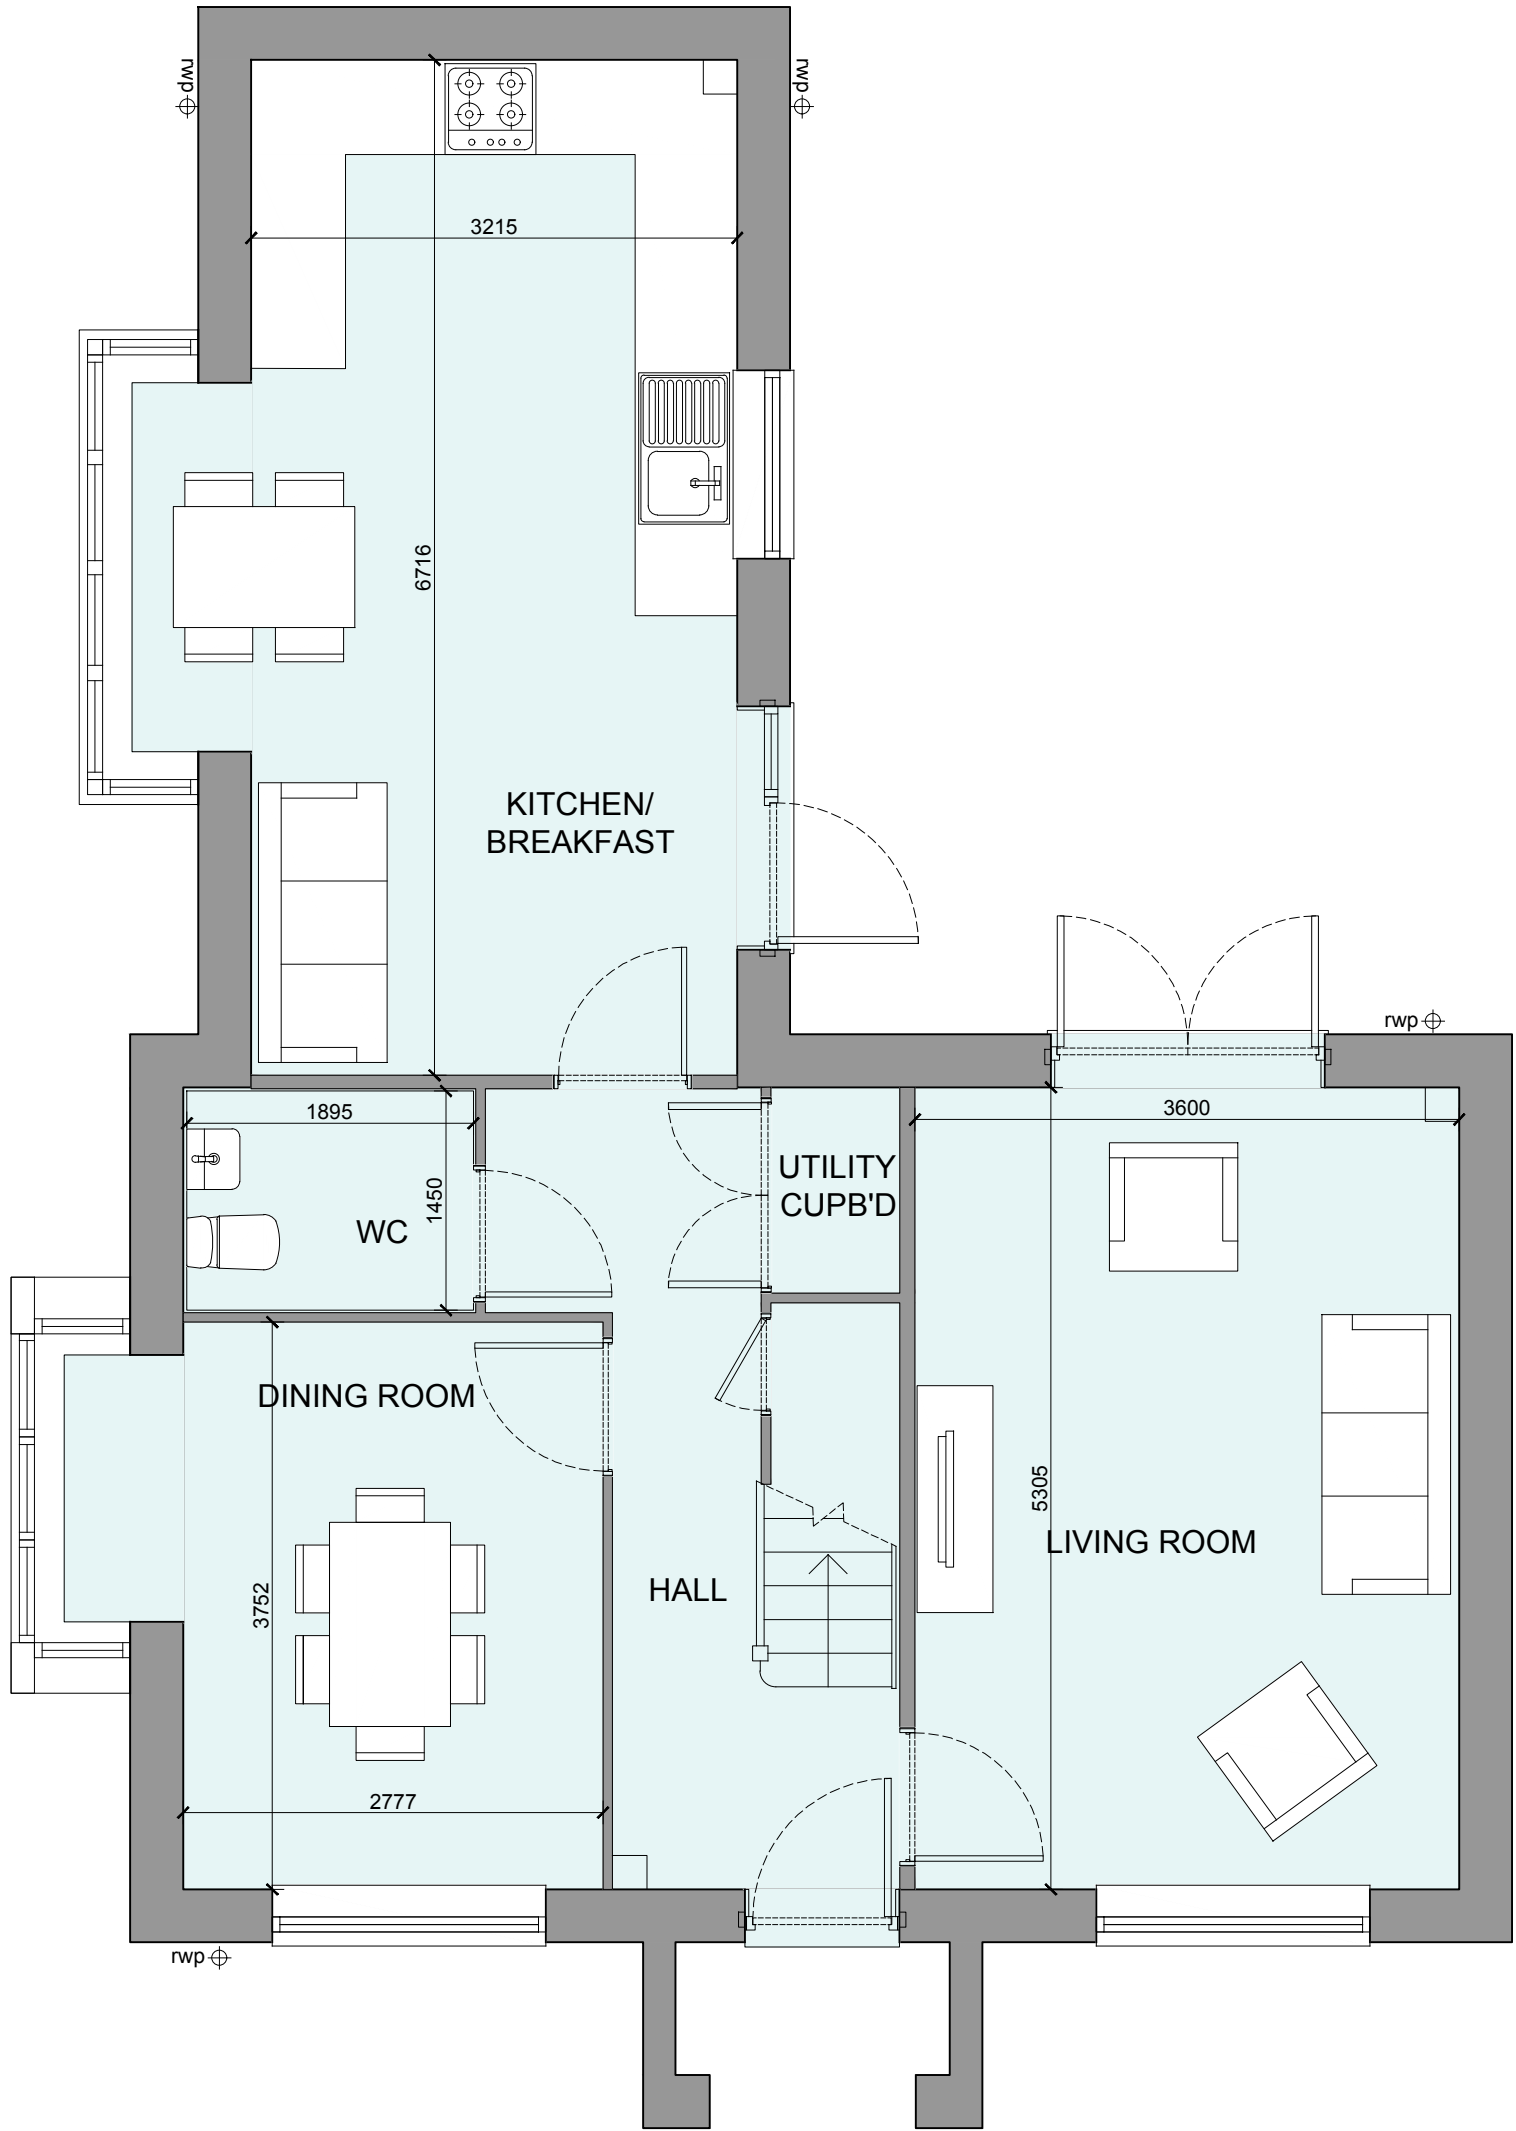 rwp
rwp
3215
6716
KITCHEN/
BREAKFAST
rwp
1895
3600
1450
WC
UTILITY
CUPB'D
DINING ROOM
5305
LIVING ROOM
3752
HALL
2777
rwp